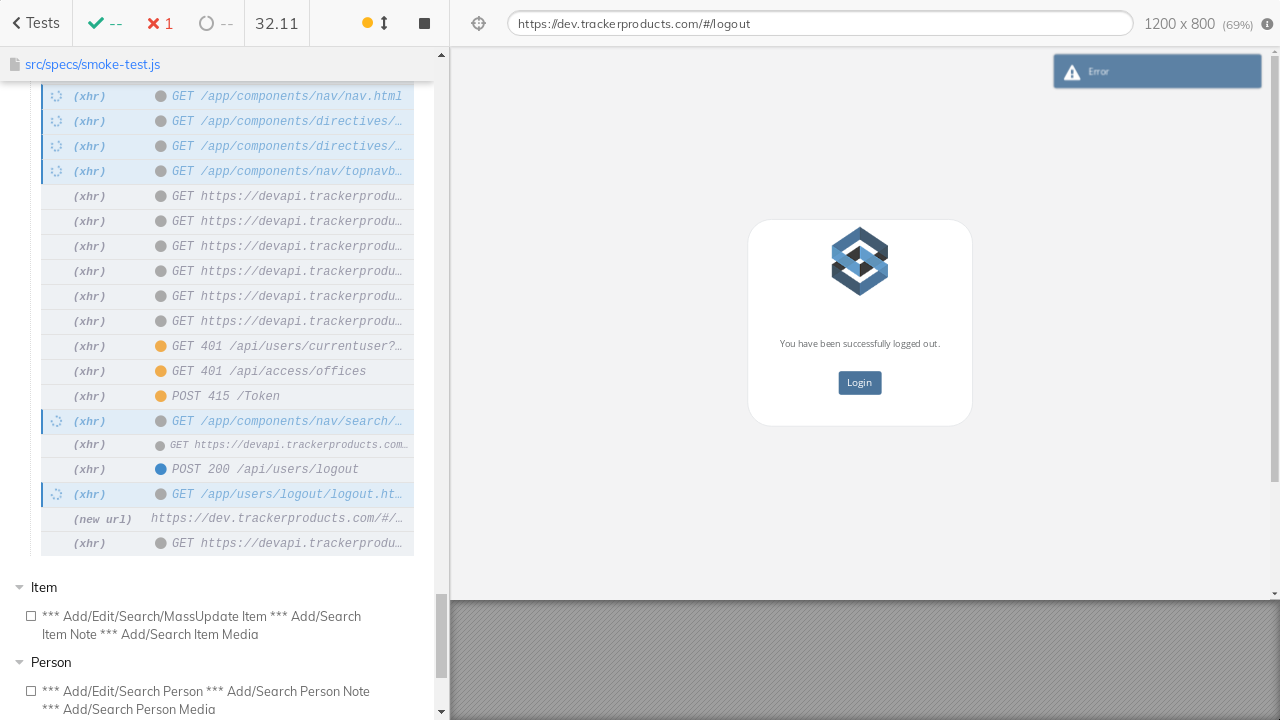 Tests
--
1
--
32.11
https://dev.trackerproducts.com/#/logout
1200 x 800 (69%)
src/specs/smoke-test.js
Error
(xhr) GET /app/components/nav/nav.html
(xhr) GET /app/components/directives/…
(xhr) GET /app/components/directives/…
(xhr) GET /app/components/nav/topnavb…
(xhr) GET https://devapi.trackerprodu…
(xhr) GET https://devapi.trackerprodu…
(xhr) GET https://devapi.trackerprodu…
(xhr) GET https://devapi.trackerprodu…
(xhr) GET https://devapi.trackerprodu…
(xhr) GET https://devapi.trackerprodu…
(xhr) GET 401 /api/users/currentuser?…
(xhr) GET 401 /api/access/offices
(xhr) POST 415 /Token
(xhr) GET /app/components/nav/search/…
(xhr) GET https://devapi.trackerproducts.com…
(xhr) POST 200 /api/users/logout
(xhr) GET /app/users/logout/logout.ht…
(new url) https://dev.trackerproducts.com/#/…
(xhr) GET https://devapi.trackerprodu…
You have been successfully logged out.
Login
Item
*** Add/Edit/Search/MassUpdate Item *** Add/Search
Item Note *** Add/Search Item Media
Person
*** Add/Edit/Search Person *** Add/Search Person Note
*** Add/Search Person Media